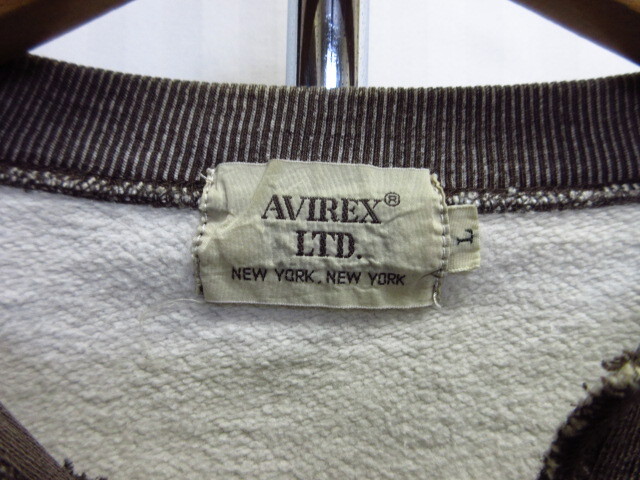 AVIREX®
LTD.
NEW YORK, NEW YORK
L